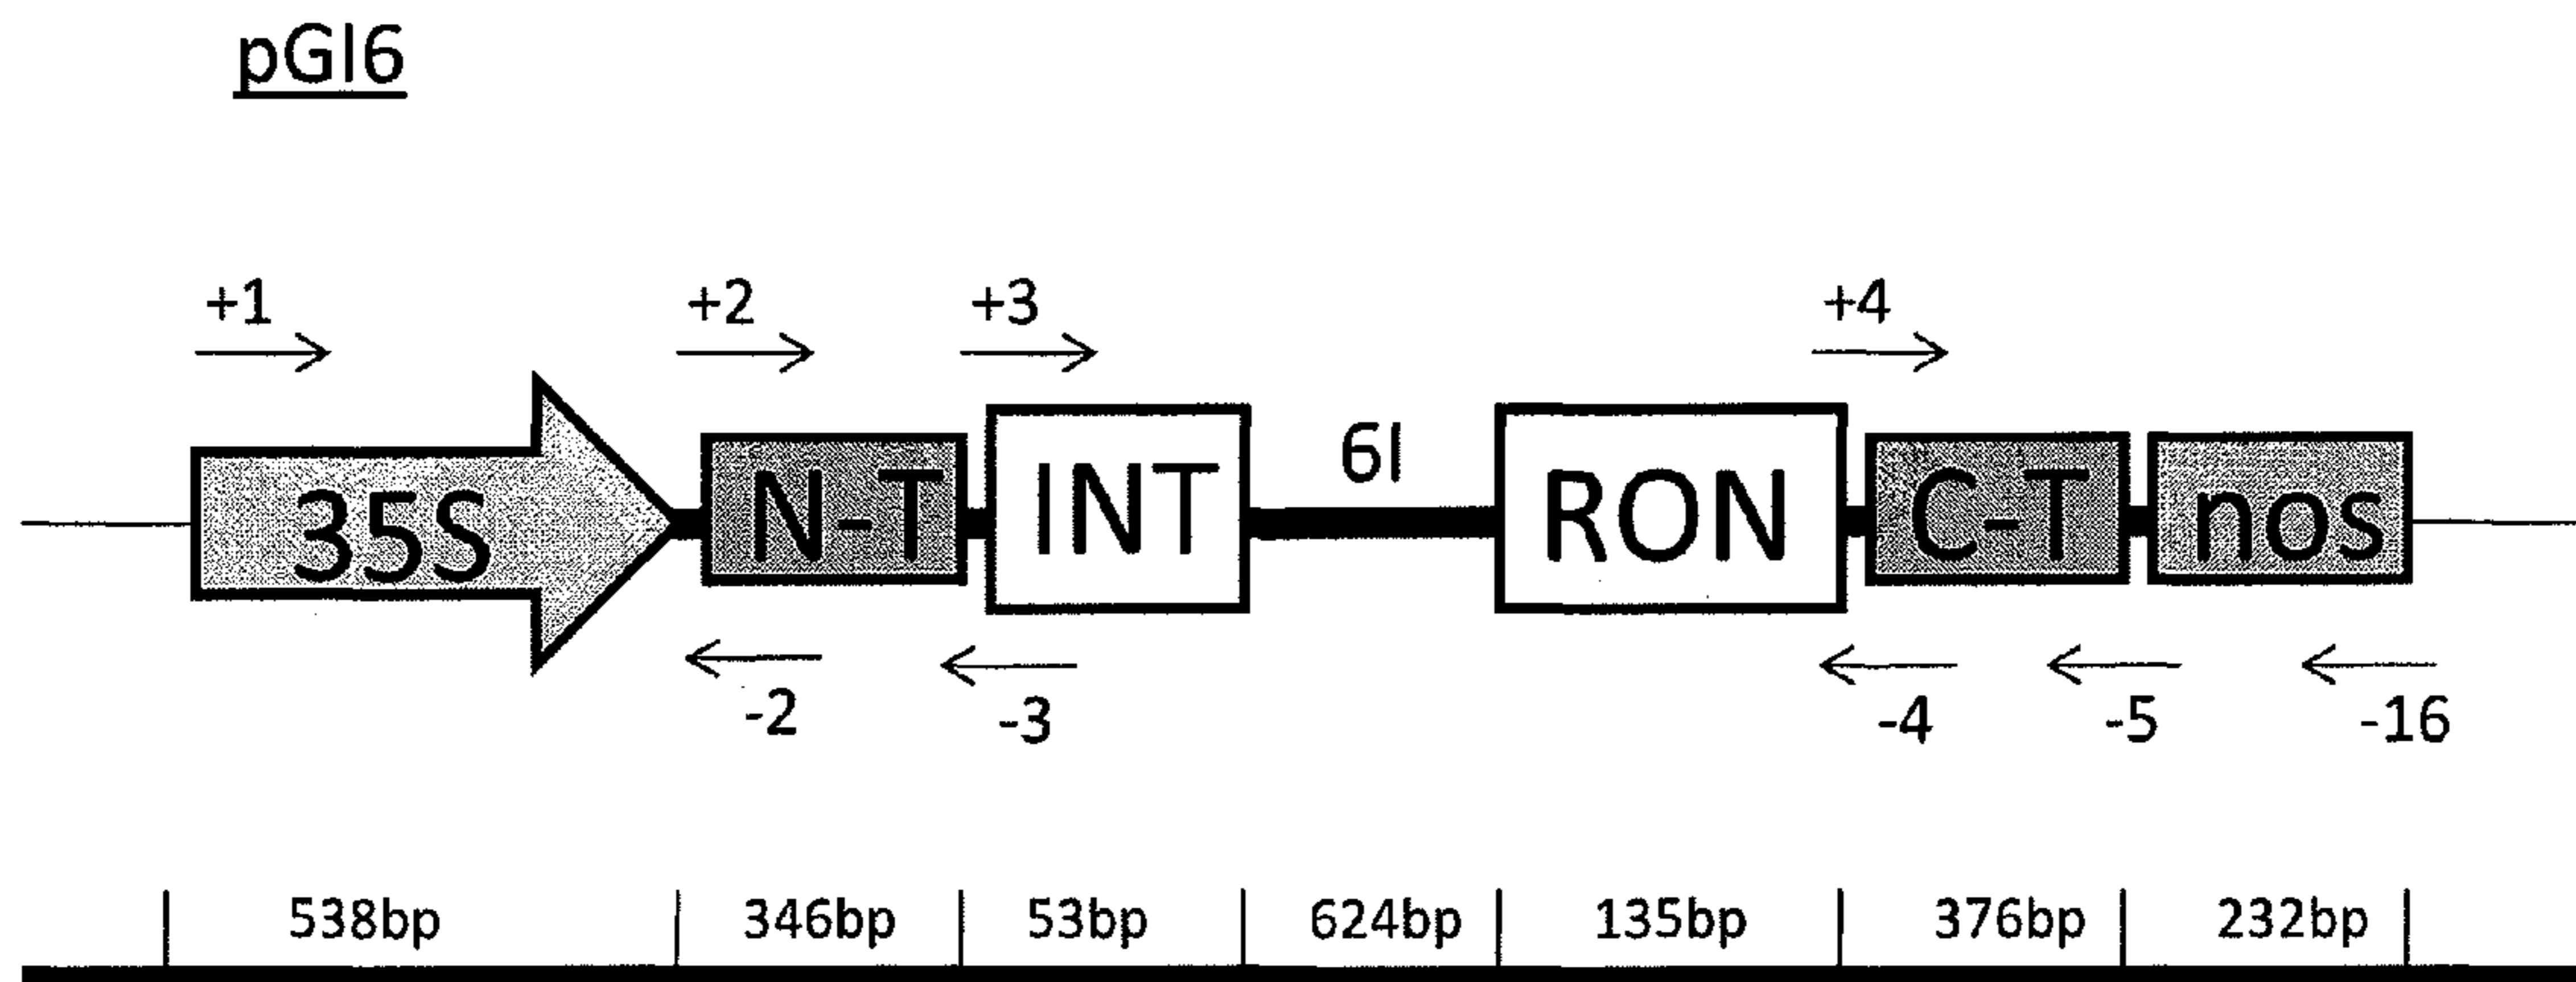 pGI6
+1 +2 +3 +4
6I
35S N-T INT RON C-T nos
-2 -3 -4 -5 -16
538bp 346bp 53bp 624bp 135bp 376bp 232bp